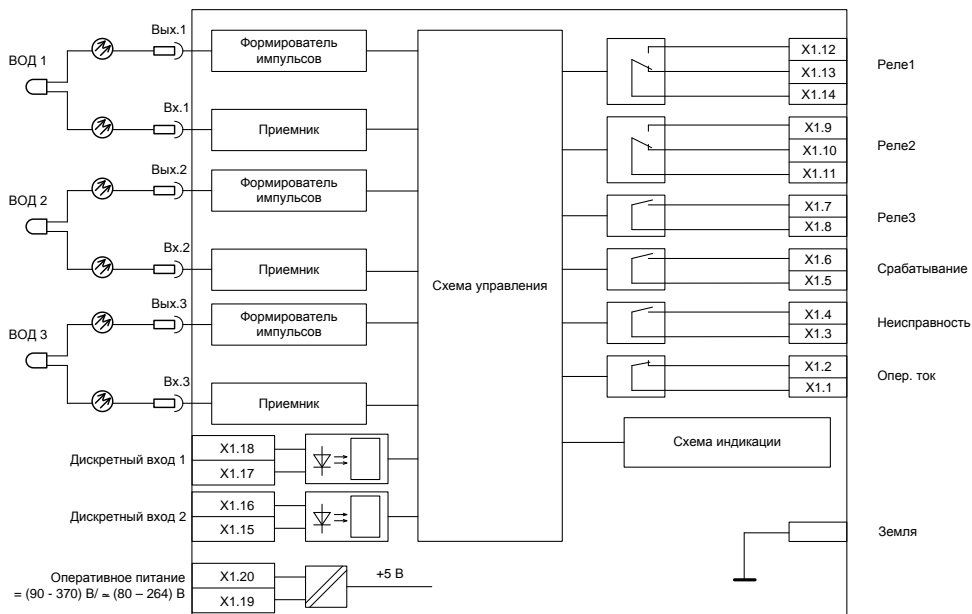 ВОД 1
Вых.1
Формирователь
импульсов
Вх.1
Приемник
ВОД 2
Вых.2
Формирователь
импульсов
Вх.2
Приемник
ВОД 3
Вых.3
Формирователь
импульсов
Вх.3
Приемник
Дискретный вход 1
X1.18
X1.17
Дискретный вход 2
X1.16
X1.15
Оперативное питание
= (90 - 370) В/ ≃ (80 – 264) В
X1.20
X1.19
+5 В
Схема управления
X1.12
X1.13
X1.14
Реле1
X1.9
X1.10
X1.11
Реле2
X1.7
X1.8
Реле3
X1.6
X1.5
Срабатывание
X1.4
X1.3
Неисправность
X1.2
X1.1
Опер. ток
Схема индикации
Земля